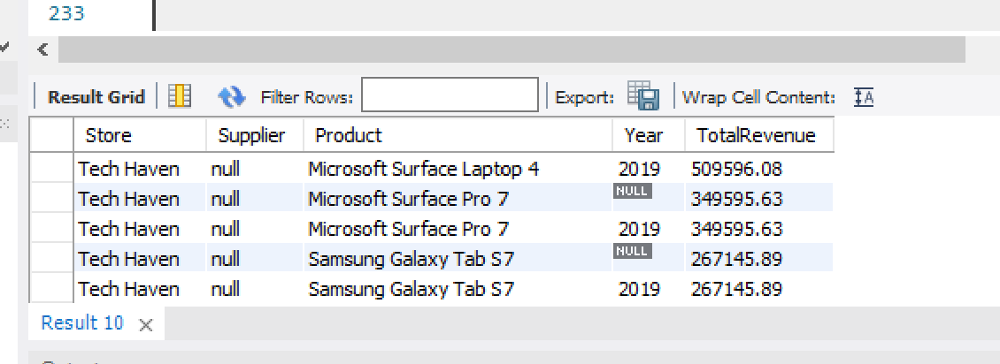 233
Result Grid Filter Rows: Export: Wrap Cell Content: IA
Store Supplier Product Year TotalRevenue
Tech Haven null Microsoft Surface Laptop 4 2019 509596.08
Tech Haven null Microsoft Surface Pro 7 NULL 349595.63
Tech Haven null Microsoft Surface Pro 7 2019 349595.63
Tech Haven null Samsung Galaxy Tab S7 NULL 267145.89
Tech Haven null Samsung Galaxy Tab S7 2019 267145.89
Result 10